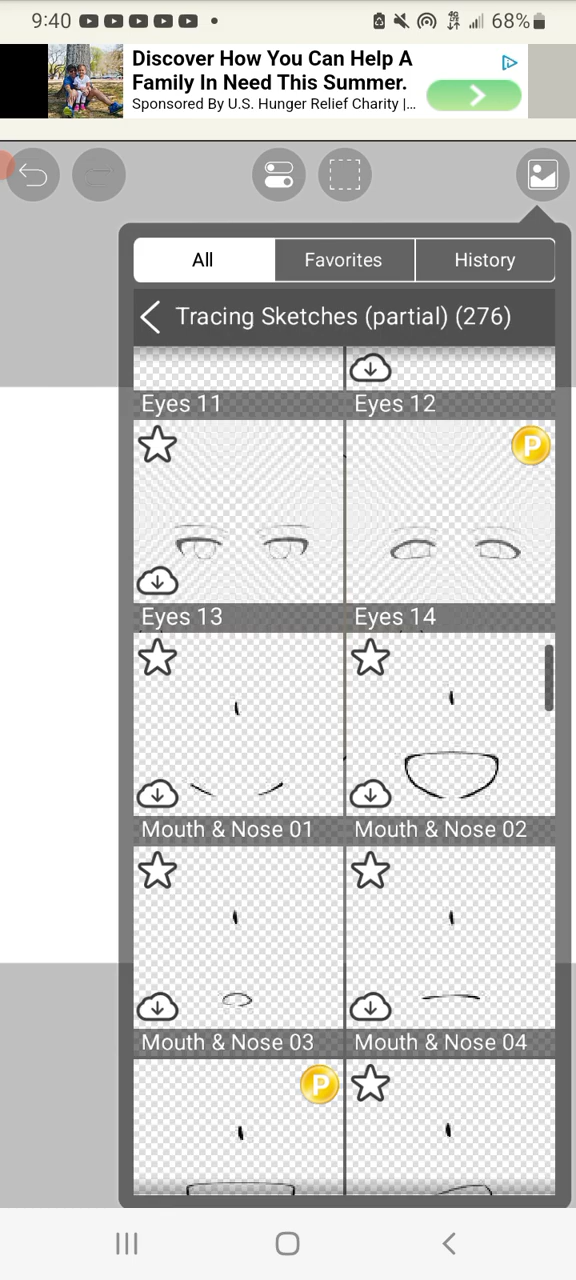 9:40
4G
68%
Discover How You Can Help A
Family In Need This Summer.
Sponsored By U.S. Hunger Relief Charity |...
All
Favorites
History
Tracing Sketches (partial) (276)
Eyes 11
Eyes 12
P
Eyes 13
Eyes 14
Mouth & Nose 01
Mouth & Nose 02
Mouth & Nose 03
Mouth & Nose 04
P